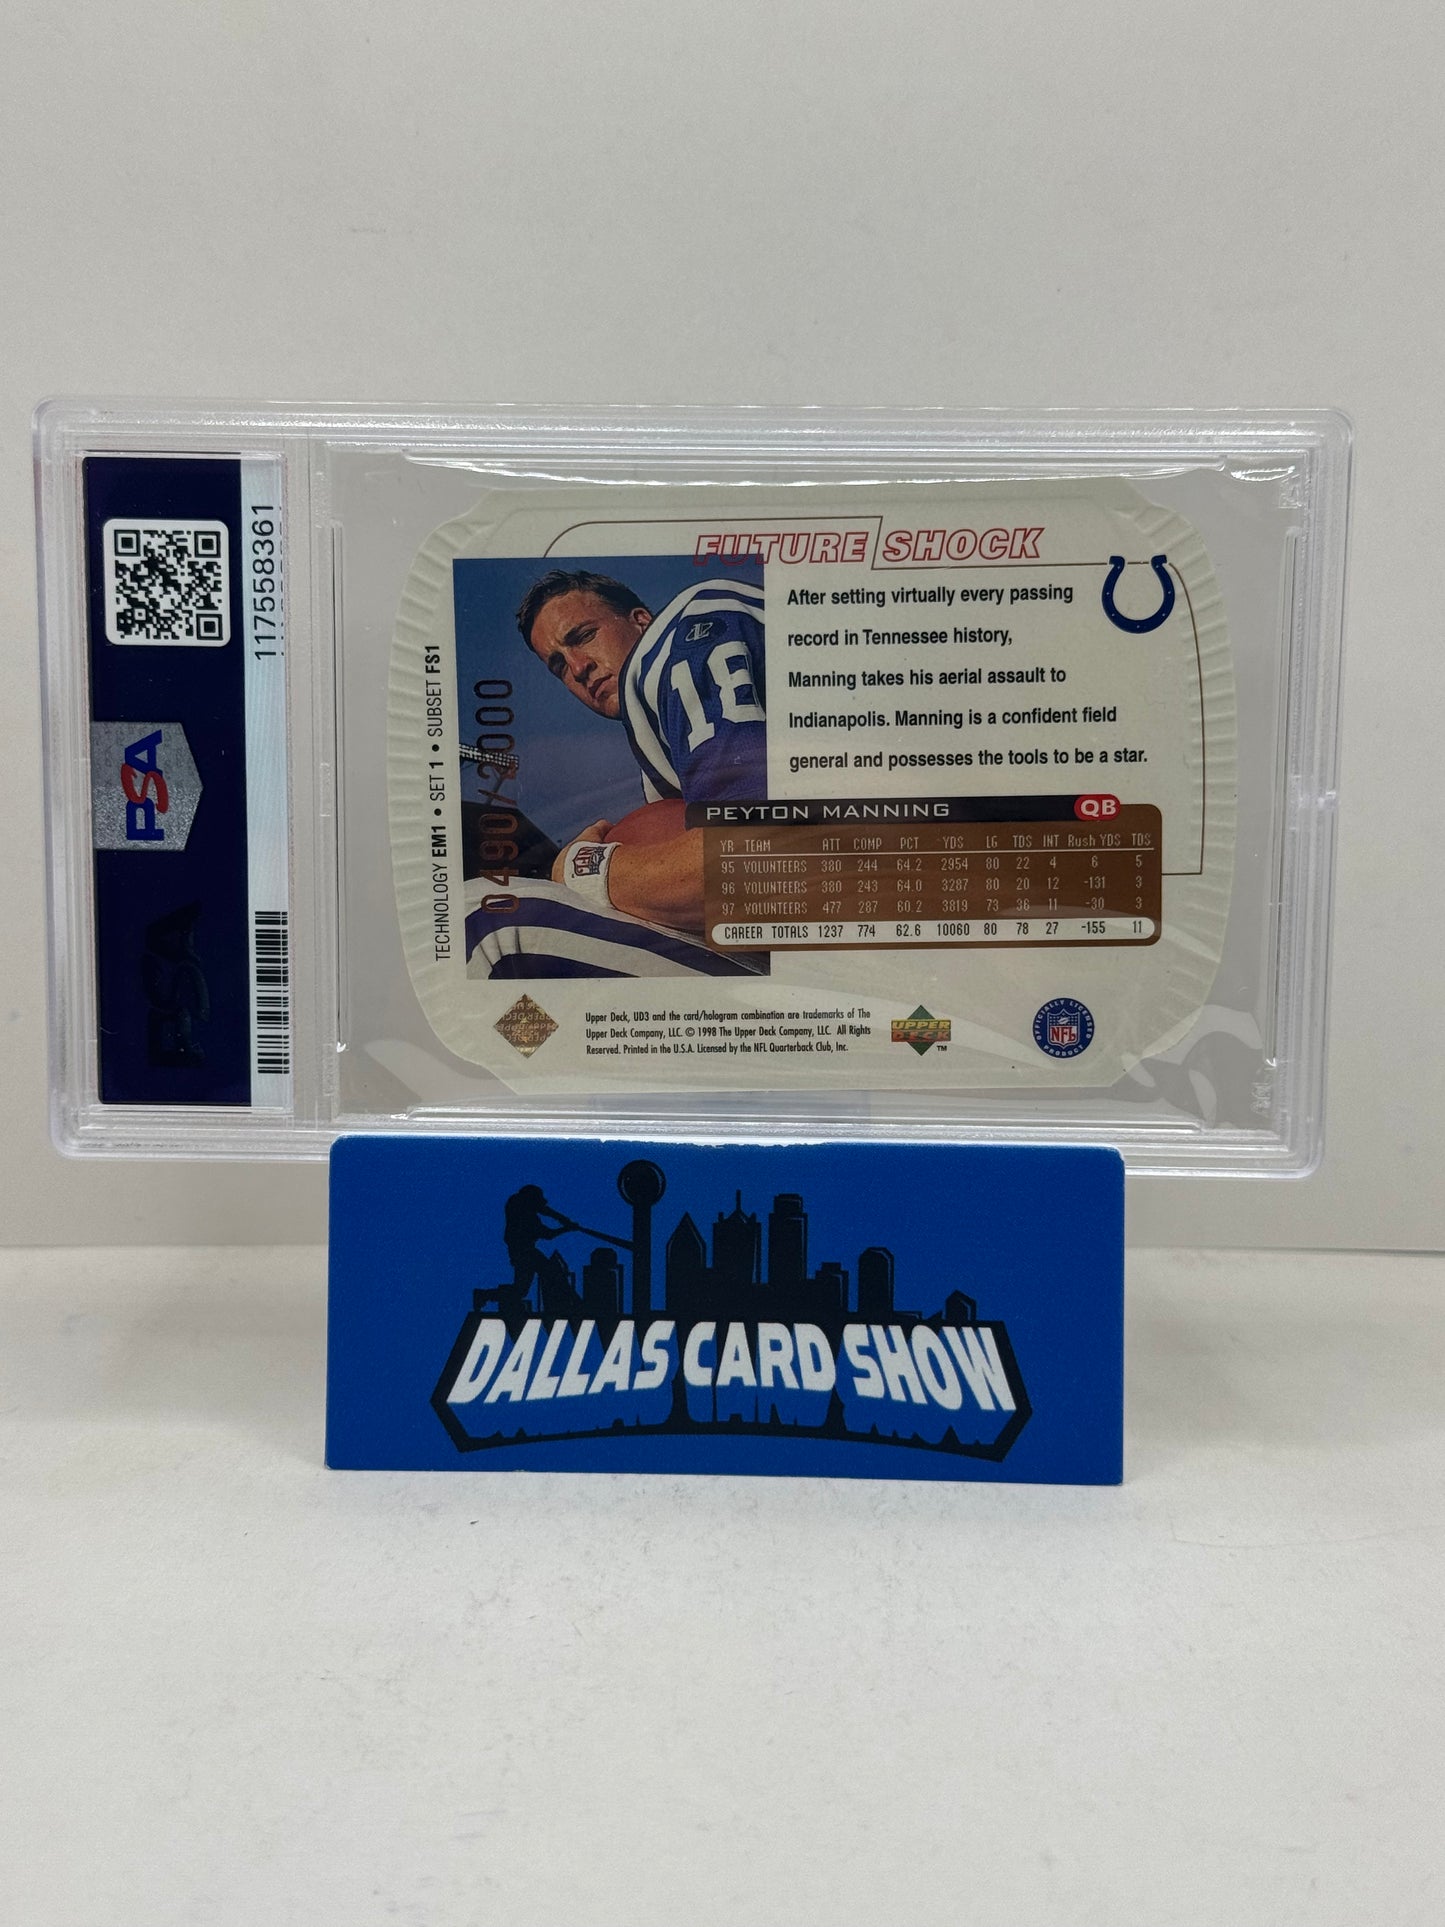 117558361
PSA
TECHNOLOGY EM1 • SET 1 • SUBSET FS1
0490/2000
18
NFL
FUTURE SHOCK
After setting virtually every passing
record in Tennessee history,
Manning takes his aerial assault to
Indianapolis. Manning is a confident field
general and possesses the tools to be a star.
PEYTON MANNING QB
YR TEAM ATT COMP PCT YDS LG TDS INT Rush YDS TDS
95 VOLUNTEERS 380 244 64.2 2954 80 22 4 6 5
96 VOLUNTEERS 380 243 64.0 3287 80 20 12 -131 3
97 VOLUNTEERS 477 287 60.2 3819 73 36 11 -30 3
CAREER TOTALS 1237 774 62.6 10060 80 78 27 -155 11
Upper Deck, UD3 and the card/hologram combination are trademarks of The
Upper Deck Company, LLC. © 1998 The Upper Deck Company, LLC. All Rights
Reserved. Printed in the U.S.A. Licensed by the NFL Quarterback Club, Inc.
UPPER
DECK
TM
OFFICIALLY LICENSED
NFL
PRODUCT
DALLAS CARD SHOW